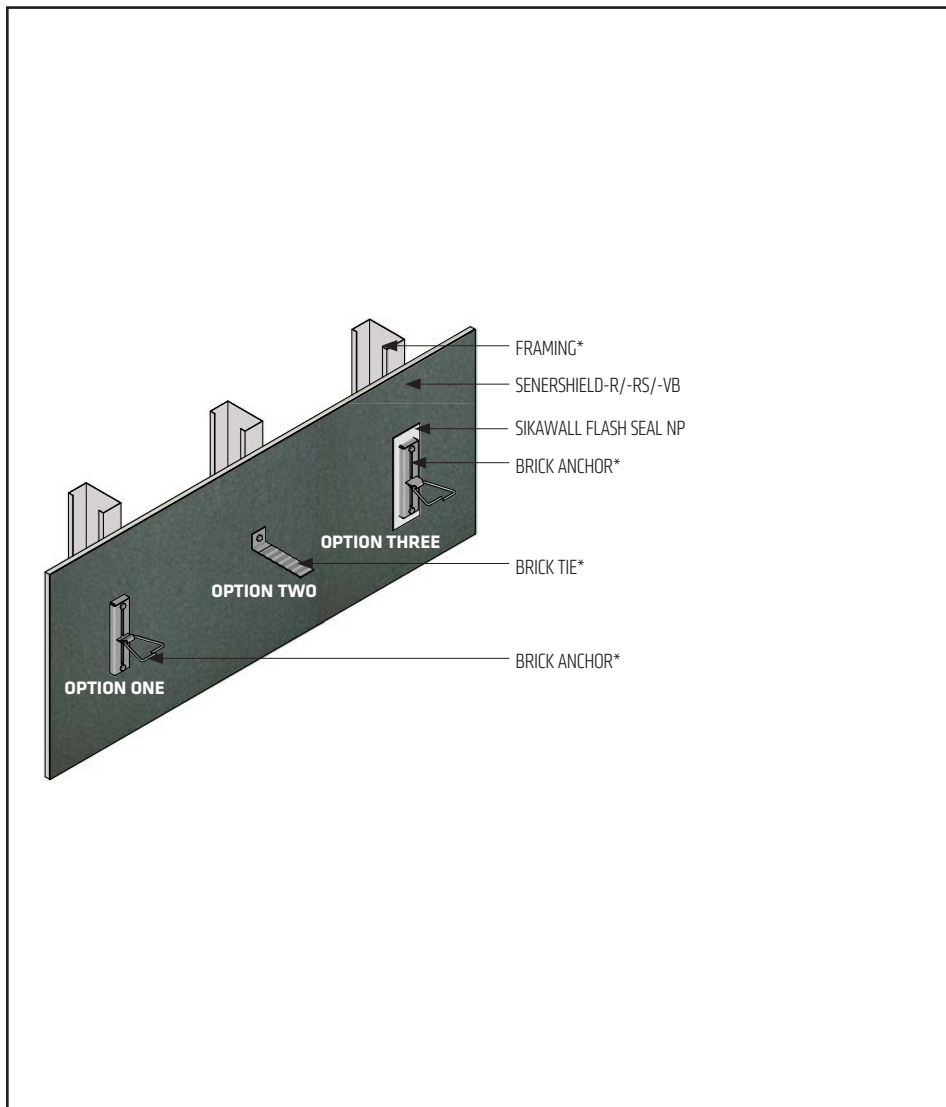 FRAMING*
SENERSHIELD-R/-RS/-VB
SIKAWALL FLASH SEAL NP
BRICK ANCHOR*
OPTION THREE
BRICK TIE*
OPTION TWO
BRICK ANCHOR*
OPTION ONE